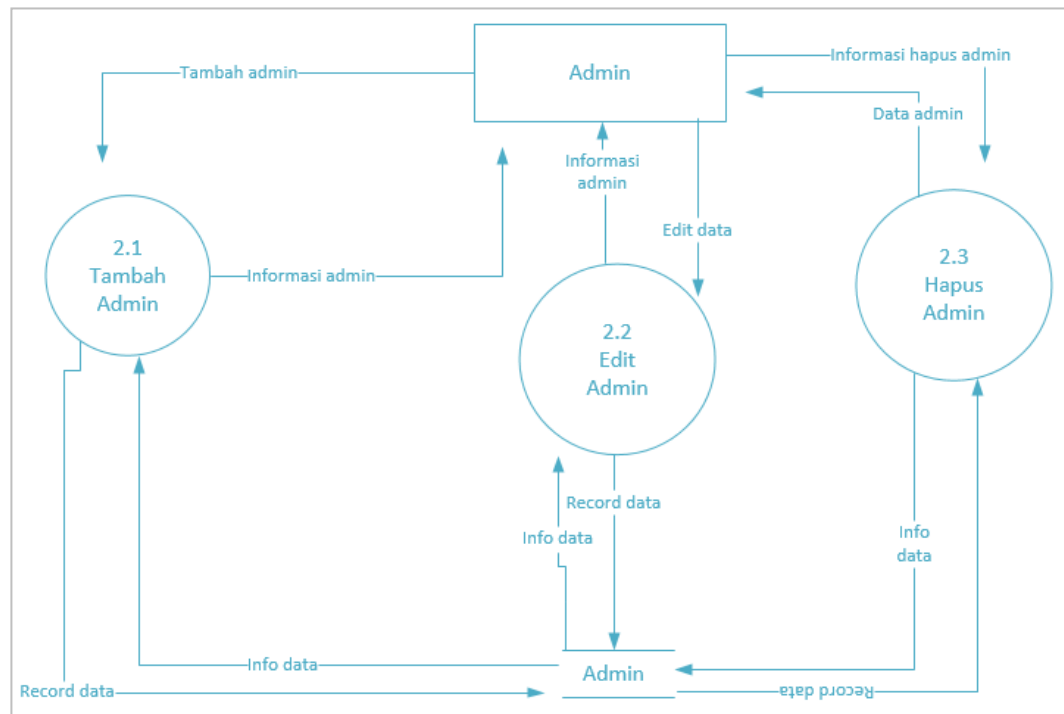 Admin
Tambah admin
Informasi hapus admin
Data admin
Informasi
admin
Edit data
2.1
Tambah
Admin
Informasi admin
2.2
Edit
Admin
2.3
Hapus
Admin
Record data
Info data
Info
data
Info data
Admin
Record data
Record data